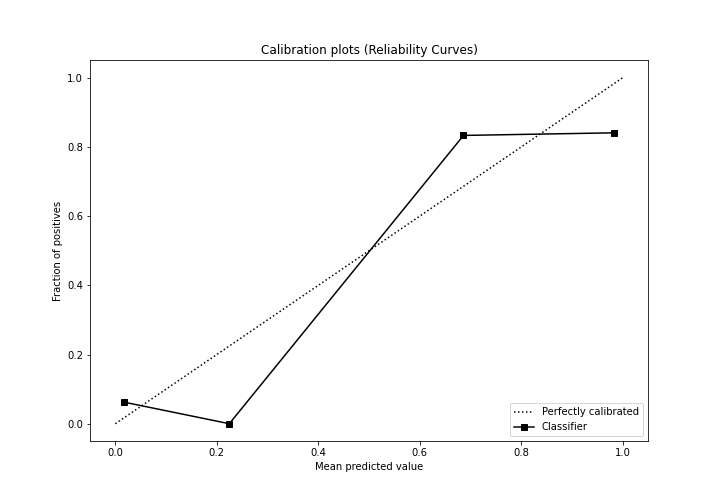 Calibration plots (Reliability Curves)
1.0
0.8
0.6
0.4
0.2
0.0
Fraction of positives
0.0 0.2 0.4 0.6 0.8 1.0
Mean predicted value
Perfectly calibrated
Classifier